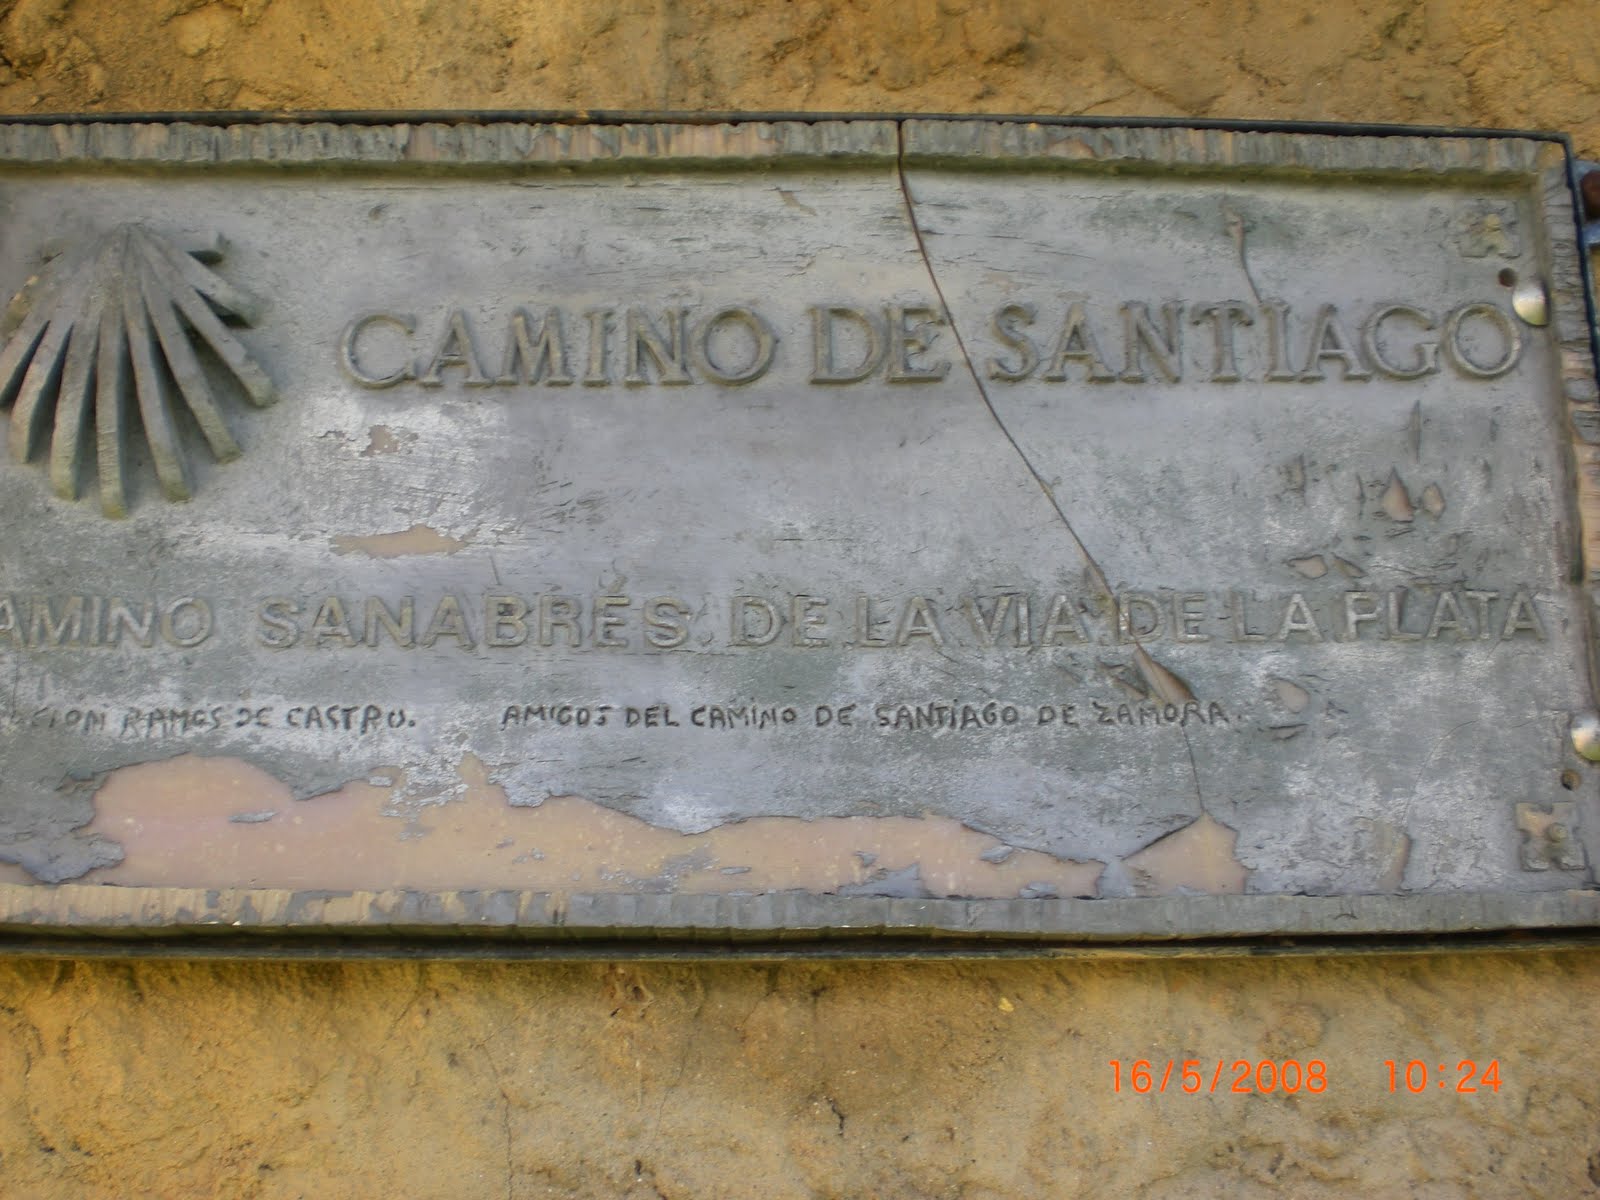 CAMINO DE SANTIAGO
AMINO SANABRÉS. DE LA VIA DE LA PLATA
CION RAMOS DE CASTRO. AMIGOS DEL CAMINO DE SANTIAGO DE ZAMORA.
16/5/2008 10:24